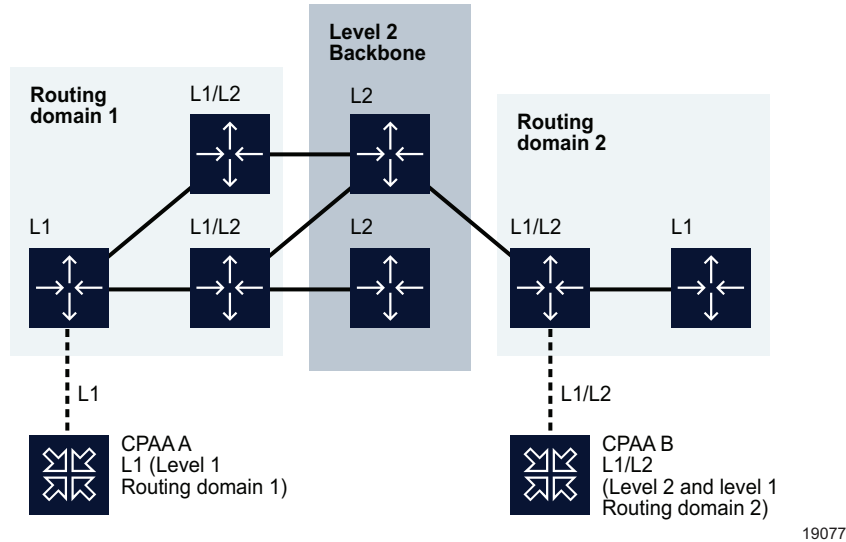 Level 2
Backbone
Routing
domain 1
L1/L2
L2
Routing
domain 2
L1
L1/L2
L2
L1/L2
L1
L1
L1/L2
CPAA A
L1 (Level 1
Routing domain 1)
CPAA B
L1/L2
(Level 2 and level 1
Routing domain 2)
19077